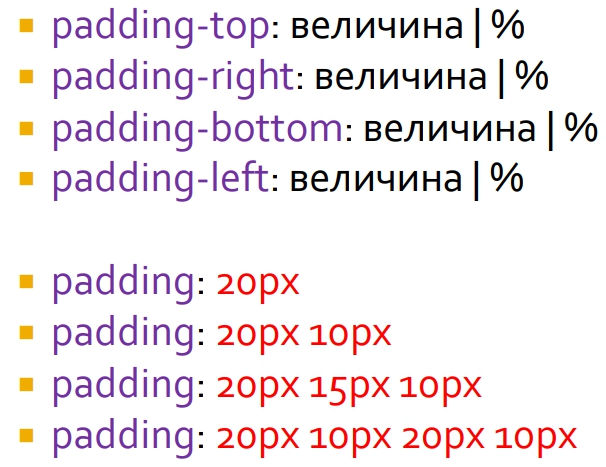 padding-top: величина | %
padding-right: величина | %
padding-bottom: величина | %
padding-left: величина | %
padding: 20px
padding: 20px 10px
padding: 20px 15px 10px
padding: 20px 10px 20px 10px